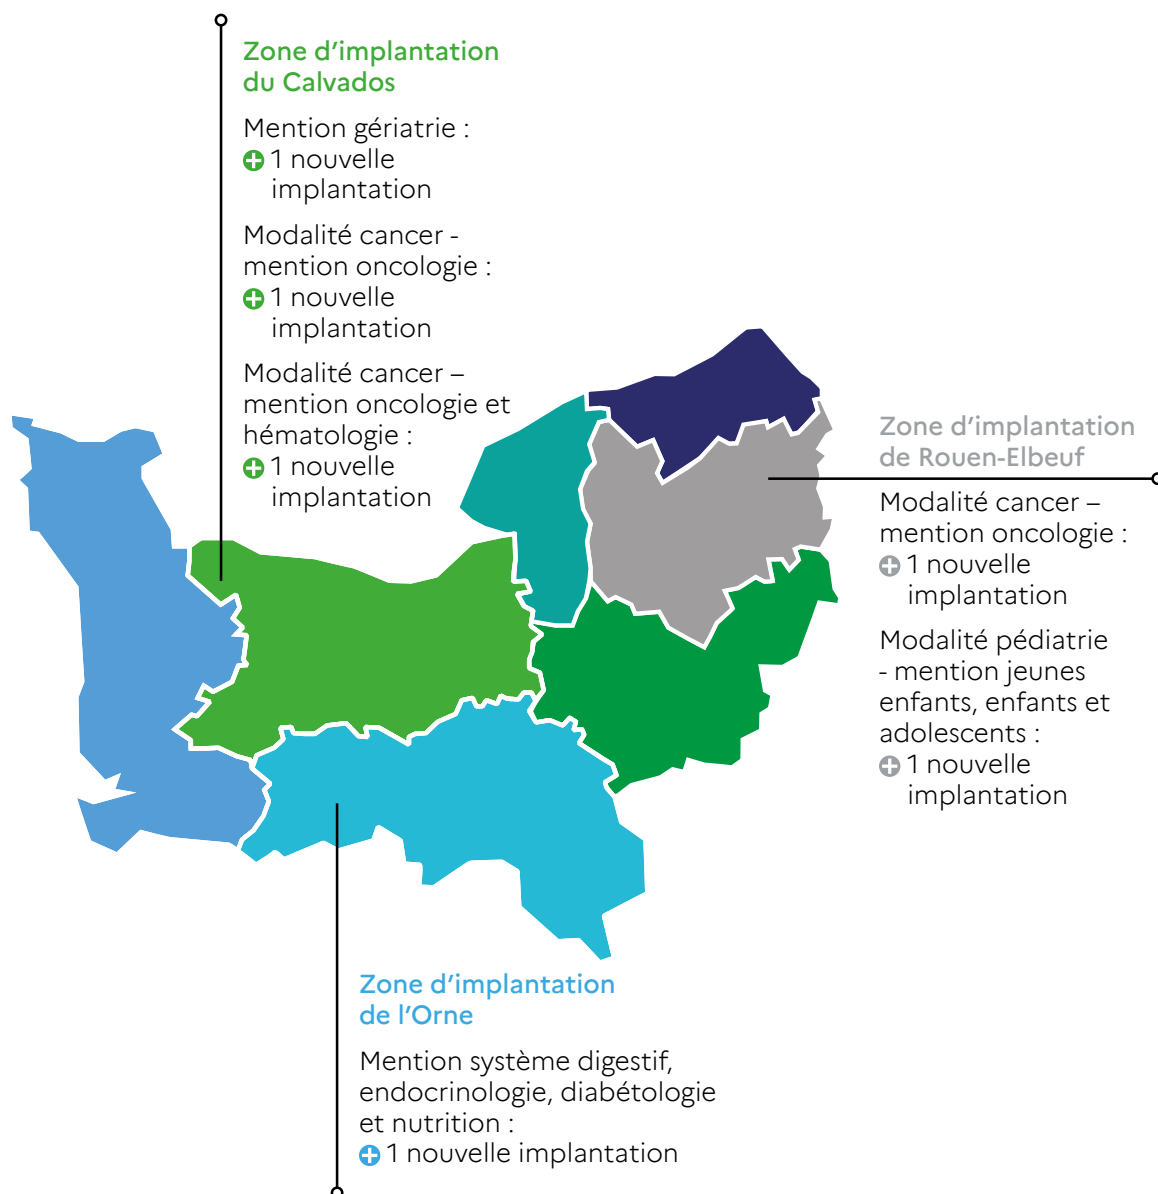 Zone d’implantation
du Calvados
Mention gériatrie :
1 nouvelle
implantation
Modalité cancer -
mention oncologie :
1 nouvelle
implantation
Modalité cancer –
mention oncologie et
hématologie :
1 nouvelle
implantation
Zone d’implantation
de Rouen-Elbeuf
Modalité cancer –
mention oncologie :
1 nouvelle
implantation
Modalité pédiatrie
- mention jeunes
enfants, enfants et
adolescents :
1 nouvelle
implantation
Zone d’implantation
de l’Orne
Mention système digestif,
endocrinologie, diabétologie
et nutrition :
1 nouvelle implantation